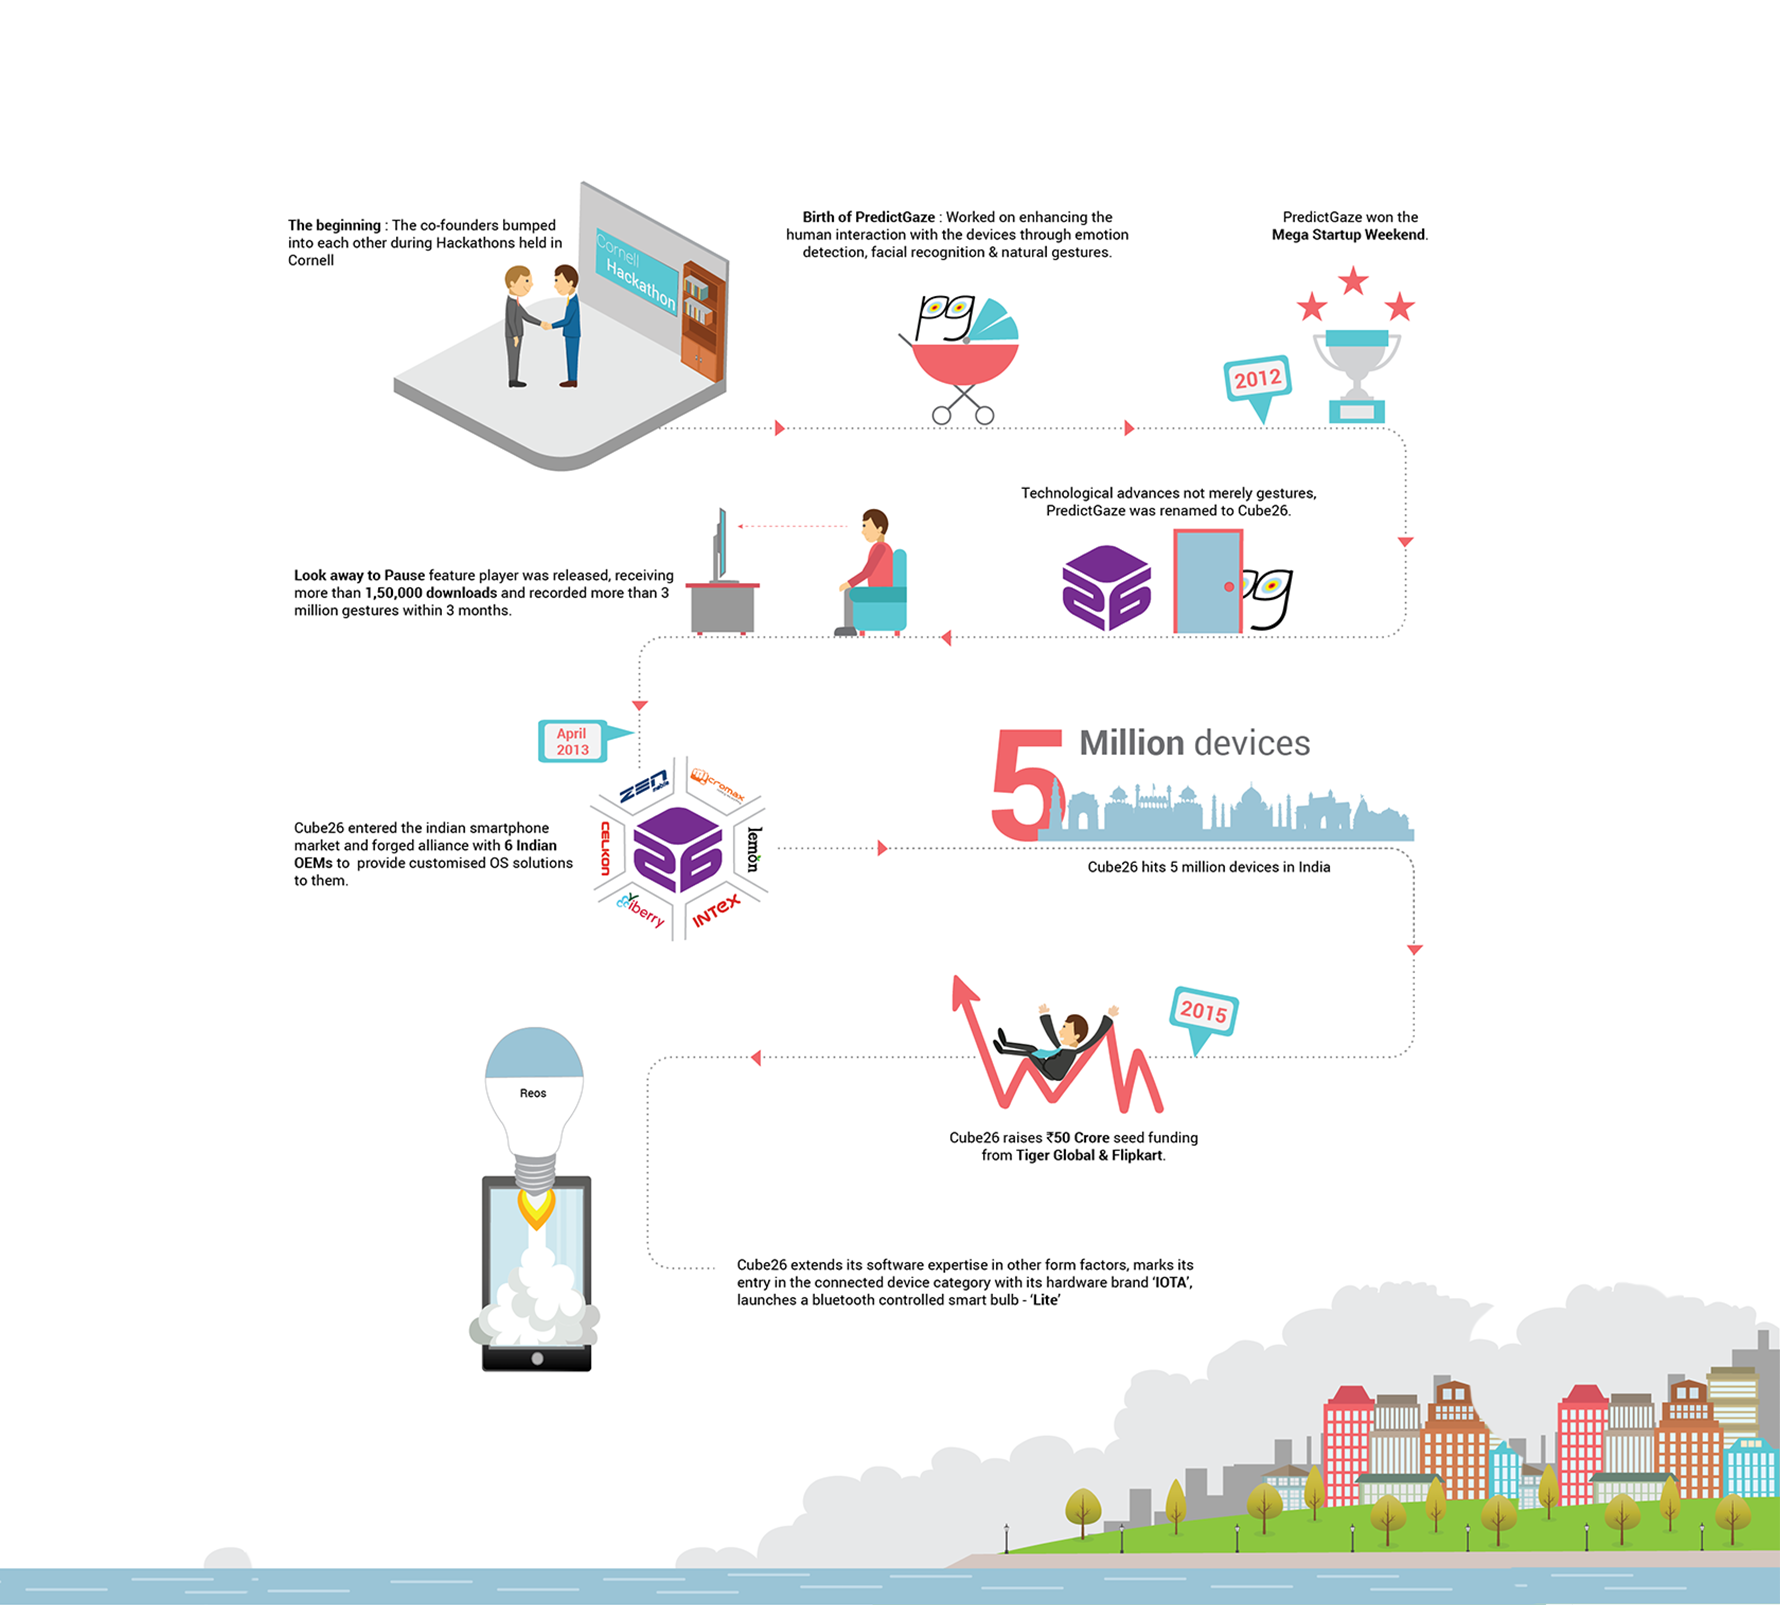 The beginning : The co-founders bumped
into each other during Hackathons held in
Cornell
Cornell
Hackathon
Birth of PredictGaze : Worked on enhancing the
human interaction with the devices through emotion
detection, facial recognition & natural gestures.
pg
PredictGaze won the
Mega Startup Weekend.
2012
Technological advances not merely gestures,
PredictGaze was renamed to Cube26.
26
pg
Look away to Pause feature player was released, receiving
more than 1,50,000 downloads and recorded more than 3
million gestures within 3 months.
April
2013
Cube26 entered the indian smartphone
market and forged alliance with 6 Indian
OEMs to provide customised OS solutions
to them.
ZEN
mobile
micromax
CELKON
26
lemon
iberry
INTEX
5 Million devices
Cube26 hits 5 million devices in India
2015
Cube26 raises ₹50 Crore seed funding
from Tiger Global & Flipkart.
Reos
Cube26 extends its software expertise in other form factors, marks its
entry in the connected device category with its hardware brand ‘IOTA’,
launches a bluetooth controlled smart bulb - ‘Lite’